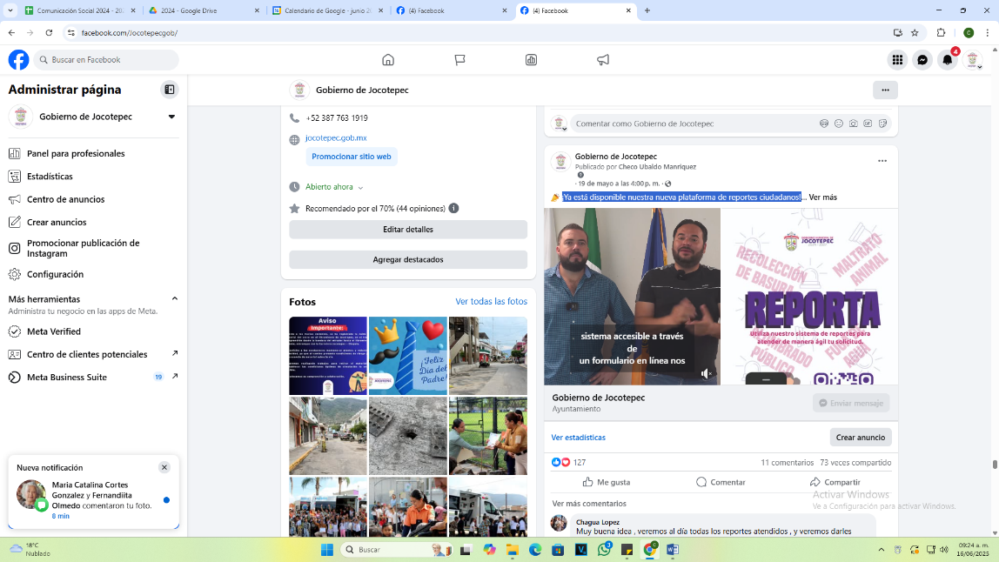 Comunicación Social 2024 - 202
2024 - Google Drive
Calendario de Google - junio 2
(4) Facebook
(4) Facebook
facebook.com/Jocotepecgob/
Buscar en Facebook
4
Administrar página
Gobierno de Jocotepec
Panel para profesionales
Estadísticas
Centro de anuncios
Crear anuncios
Promocionar publicación de
Instagram
Configuración
Más herramientas
Administra tu negocio en las apps de Meta.
Meta Verified
Centro de clientes potenciales
Meta Business Suite
19
Nueva notificación
Maria Catalina Cortes
Gonzalez y Fernandiita
Olmedo comentaron tu foto.
8 min
Gobierno de Jocotepec
+52 387 763 1919
jocotepec.gob.mx
Promocionar sitio web
Abierto ahora
Recomendado por el 70% (44 opiniones)
Editar detalles
Agregar destacados
Fotos
Ver todas las fotos
Aviso
Importante:
¡Feliz
Día del
Padre!
Comentar como Gobierno de Jocotepec
Gobierno de Jocotepec
Publicado por Checo Ubaldo Manriquez
· 19 de mayo a las 4:00 p. m. ·
¡Ya está disponible nuestra nueva plataforma de reportes ciudadanos!... Ver más
sistema accesible a través
de
un formulario en línea nos
JOCOTEPEC
RECOLECCIÓN
DE BASURA
MALTRATO
ANIMAL
REPORTA
Utiliza nuestro sistema de reportes para
atender de manera ágil tu solicitud.
Gobierno de Jocotepec
Ayuntamiento
Enviar mensaje
Ver estadísticas
Crear anuncio
127
11 comentarios
73 veces compartido
Me gusta
Comentar
Compartir
Ver más comentarios
Chagua Lopez
Muy buena idea , veremos al día todos los reportes atendidos , y veremos darles
Activar Windows
Ve a Configuración para activar Windows.
18°C
Nublado
Buscar
3
09:24 a. m.
16/06/2025